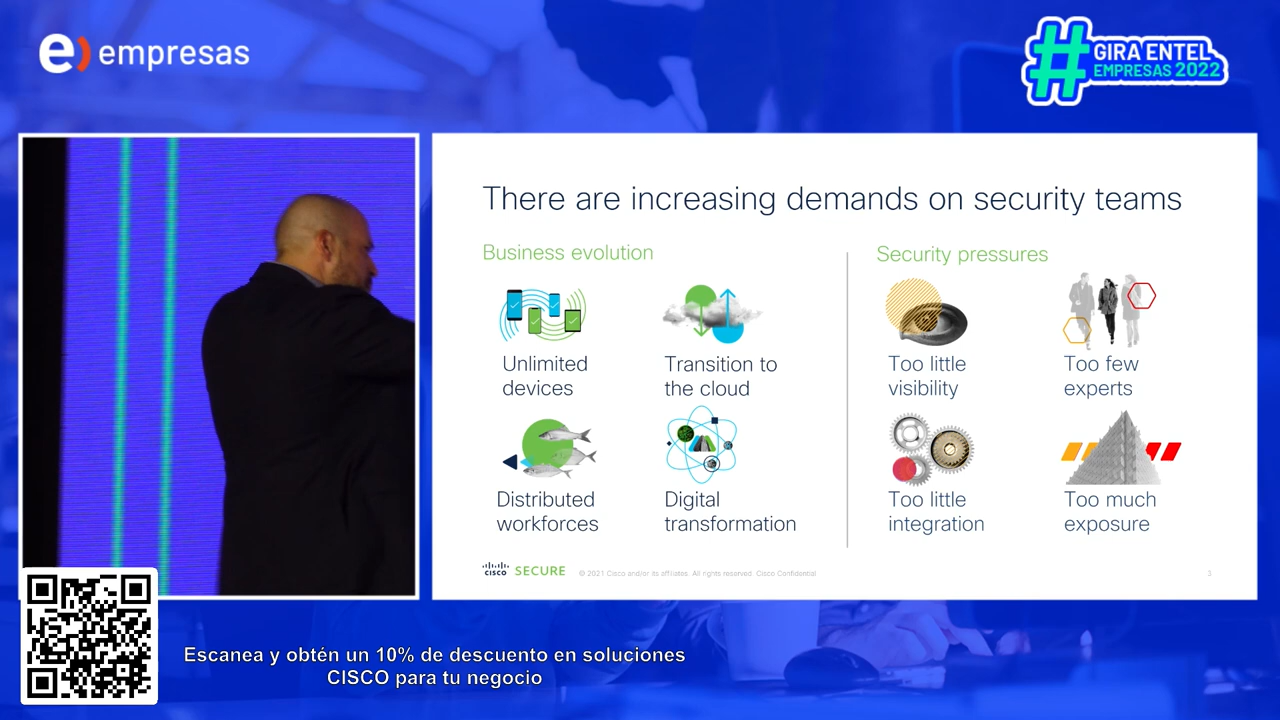 e) empresas
# GIRA ENTEL
EMPRESAS 2022
There are increasing demands on security teams
Business evolution
Security pressures
Unlimited
devices
Transition to
the cloud
Too little
visibility
Too few
experts
Distributed
workforces
Digital
transformation
Too little
integration
Too much
exposure
CISCO SECURE
© 2021 Cisco and/or its affiliates. All rights reserved. Cisco Confidential
3
Escanea y obtén un 10% de descuento en soluciones
CISCO para tu negocio